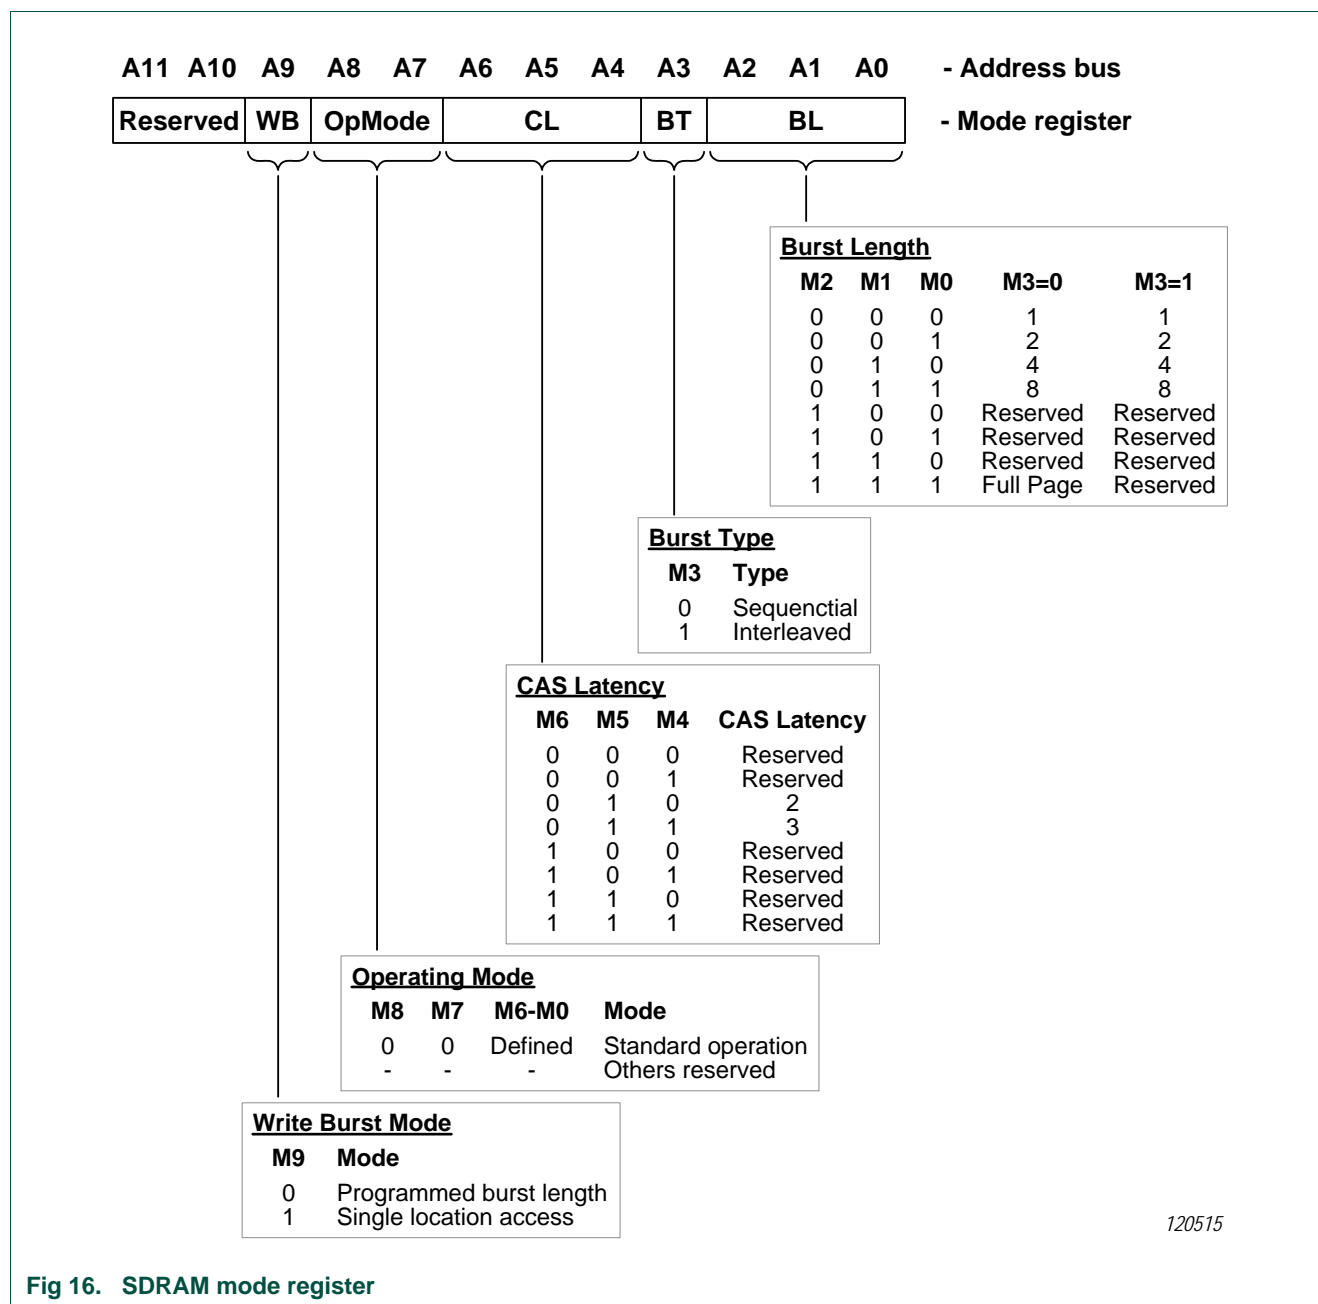 A11 A10 A9 A8 A7 A6 A5 A4 A3 A2 A1 A0 - Address bus
Reserved WB OpMode CL BT BL - Mode register
Burst Length
M2 M1 M0 M3=0 M3=1
0 0 0 1 1
0 0 1 2 2
0 1 0 4 4
0 1 1 8 8
1 0 0 Reserved Reserved
1 0 1 Reserved Reserved
1 1 0 Reserved Reserved
1 1 1 Full Page Reserved
Burst Type
M3 Type
0 Sequenctial
1 Interleaved
CAS Latency
M6 M5 M4 CAS Latency
0 0 0 Reserved
0 0 1 Reserved
0 1 0 2
0 1 1 3
1 0 0 Reserved
1 0 1 Reserved
1 1 0 Reserved
1 1 1 Reserved
Operating Mode
M8 M7 M6-M0 Mode
0 0 Defined Standard operation
- - - Others reserved
Write Burst Mode
M9 Mode
0 Programmed burst length
1 Single location access
120515
Fig 16. SDRAM mode register